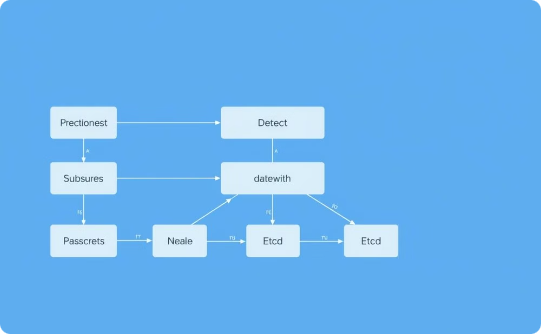 Prectionest
Detect
A
A
Subsures
datewith
Passcrets
Neale
Etcd
Etcd